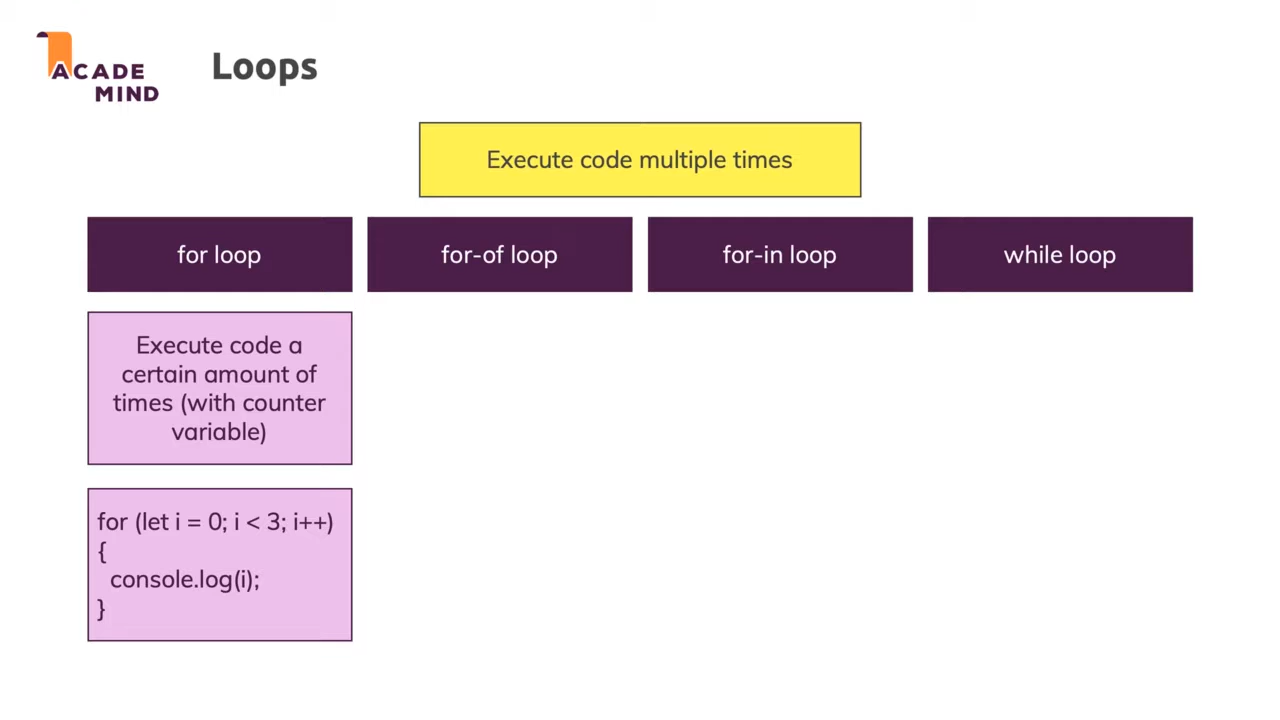 ACADE
MIND
Loops
Execute code multiple times
for loop
for-of loop
for-in loop
while loop
Execute code a
certain amount of
times (with counter
variable)
for (let i = 0; i < 3; i++)
{
console.log(i);
}